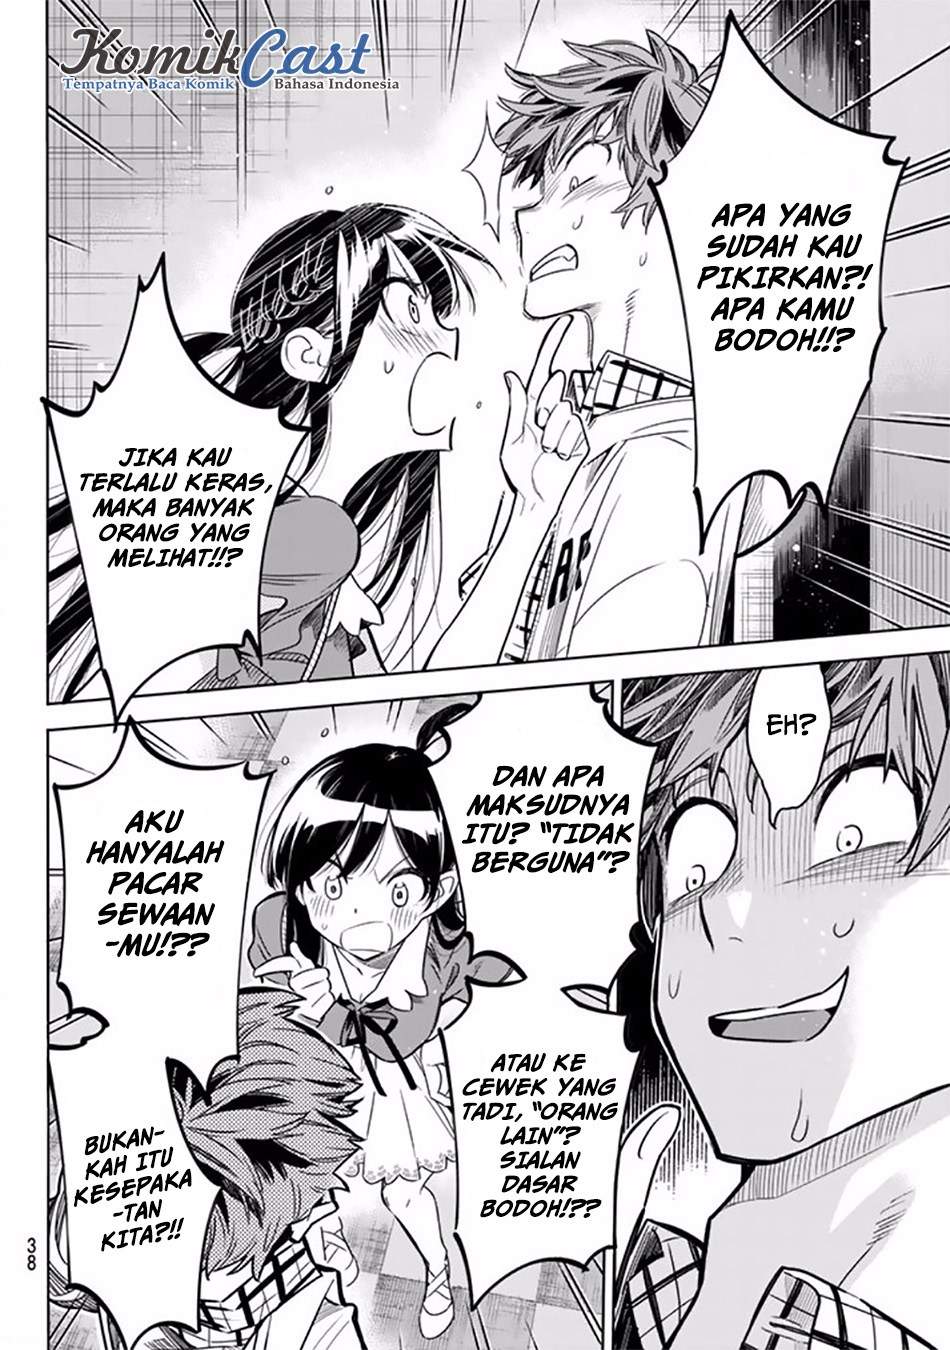 KomikCast
Tempatnya Baca Komik Bahasa Indonesia
APA YANG
SUDAH KAU
PIKIRKAN?!
APA KAMU
BODOH!!?
JIKA KAU
TERLALU KERAS,
MAKA BANYAK
ORANG YANG
MELIHAT!!?
EH?
DAN APA
MAKSUDNYA
ITU? "TIDAK
BERGUNA"?
ATAU KE
CEWEK YANG
TADI, "ORANG
LAIN"?
SIALAN
DASAR
BODOH!??
AKU
HANYALAH
PACAR
SEWAAN
-MU!??
BUKAN-
KAH ITU
KESEPAKA
-TAN
KITA?!!
38